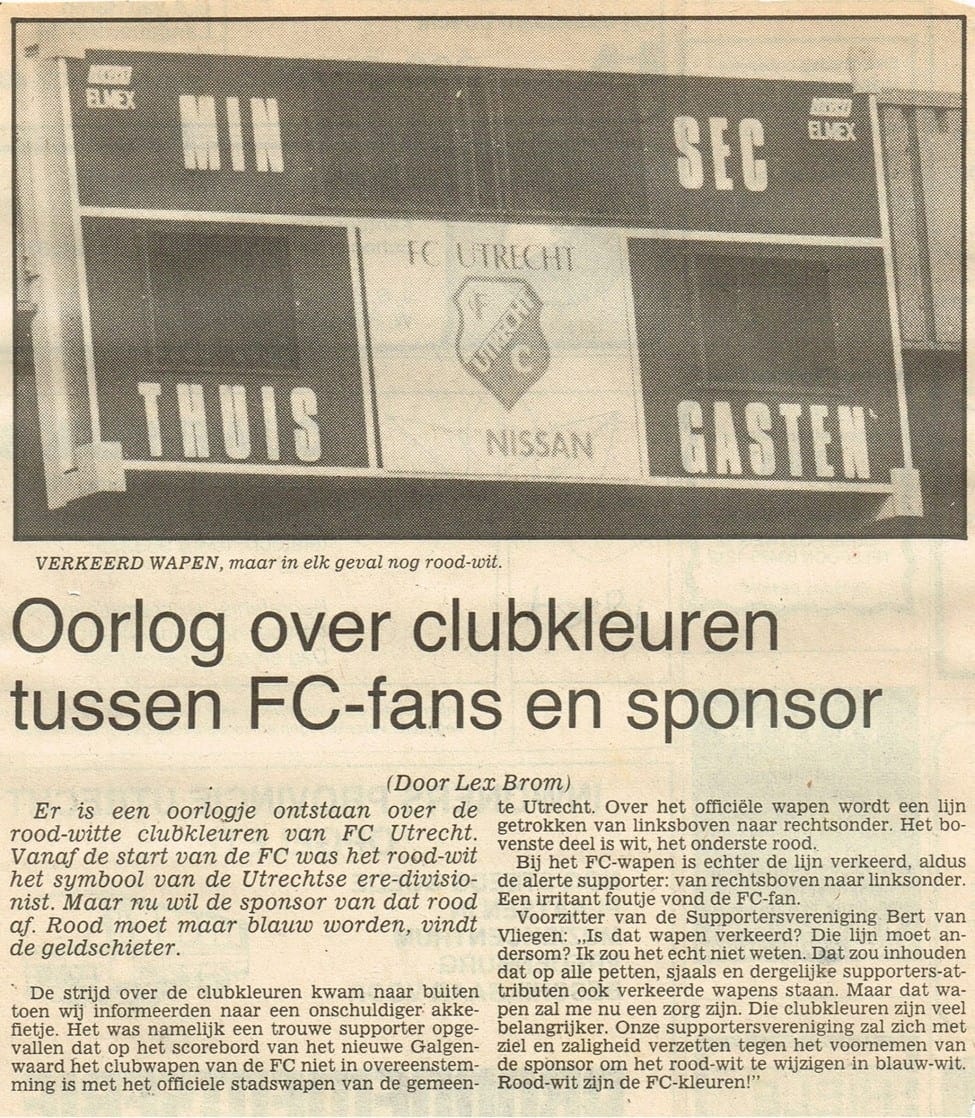 SERVICE
ELMEX
MIN
SEC
SERVICE
ELMEX
FC UTRECHT
F
UTRECHT
C
NISSAN
THUIS
GASTEN
VERKEERD WAPEN, maar in elk geval nog rood-wit.
Oorlog over clubkleuren
tussen FC-fans en sponsor
(Door Lex Brom)
Er is een oorlogje ontstaan over de
rood-witte clubkleuren van FC Utrecht.
Vanaf de start van de FC was het rood-wit
het symbool van de Utrechtse ere-divisio-
nist. Maar nu wil de sponsor van dat rood
af. Rood moet maar blauw worden, vindt
de geldschieter.
De strijd over de clubkleuren kwam naar buiten
toen wij informeerden naar een onschuldiger akke-
fietje. Het was namelijk een trouwe supporter opge-
vallen dat op het scorebord van het nieuwe Galgen-
waard het clubwapen van de FC niet in overeenstem-
ming is met het officiele stadswapen van de gemeen-
te Utrecht. Over het officiële wapen wordt een lijn
getrokken van linksboven naar rechtsonder. Het bo-
venste deel is wit, het onderste rood.
Bij het FC-wapen is echter de lijn verkeerd, aldus
de alerte supporter: van rechtsboven naar linksonder.
Een irritant foutje vond de FC-fan.
Voorzitter van de Supportersvereniging Bert van
Vliegen: „Is dat wapen verkeerd? Die lijn moet an-
dersom? Ik zou het echt niet weten. Dat zou inhouden
dat op alle petten, sjaals en dergelijke supporters-at-
tributen ook verkeerde wapens staan. Maar dat wa-
pen zal me nu een zorg zijn. Die clubkleuren zijn veel
belangrijker. Onze supportersvereniging zal zich met
ziel en zaligheid verzetten tegen het voornemen van
de sponsor om het rood-wit te wijzigen in blauw-wit.
Rood-wit zijn de FC-kleuren!”